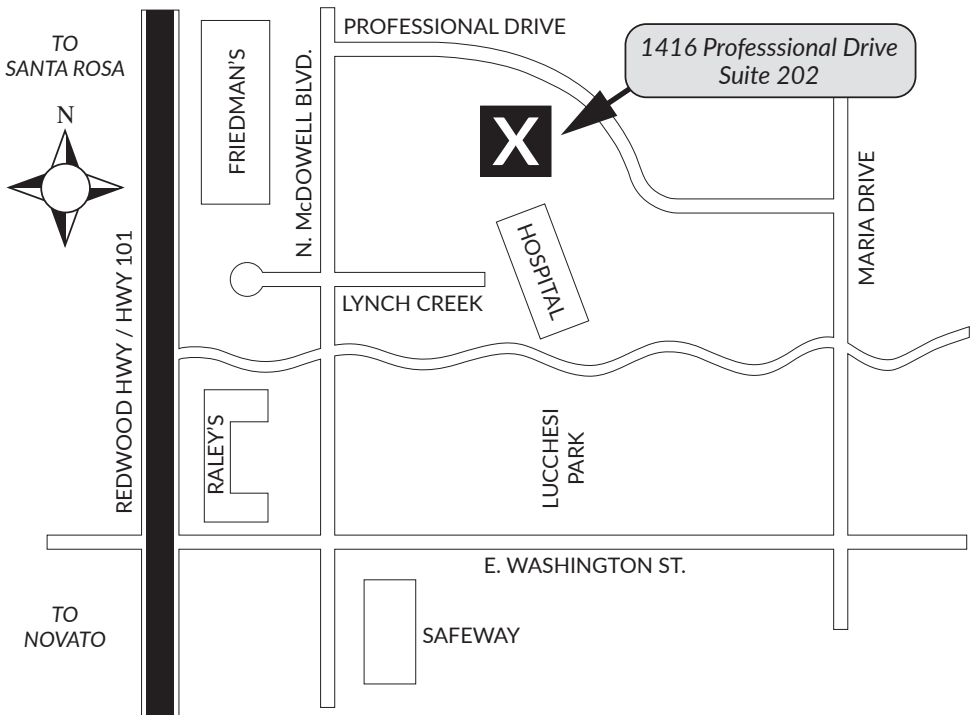 TO
SANTA ROSA
N
FRIEDMAN'S
N. McDOWELL BLVD.
PROFESSIONAL DRIVE
1416 Professsional Drive
Suite 202
X
MARIA DRIVE
HOSPITAL
LYNCH CREEK
REDWOOD HWY / HWY 101
RALEY'S
LUCCHESI
PARK
E. WASHINGTON ST.
TO
NOVATO
SAFEWAY